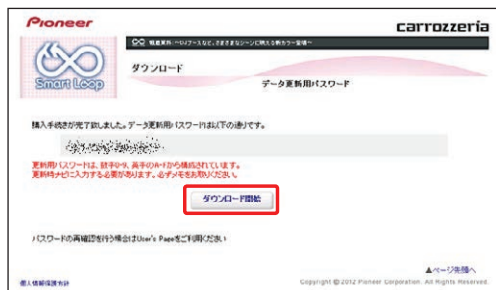 Pioneer
carrozzeria
Smart Loop
ダウンロード
データ更新用パスワード
購入手続きが完了致しました。データ更新用パスワードは以下の通りです。
更新用パスワードは、数字0-9、英字のA-Fから構成されています。
更新時ナビに入力する必要があります。必ずメモをお取りください。
ダウンロード開始
パスワードの再確認を行う場合はUser's Pageをご利用ください
▲ページ先頭へ
個人情報保護方針
Copyright © 2012 Pioneer Corporation. All Rights Reserved.